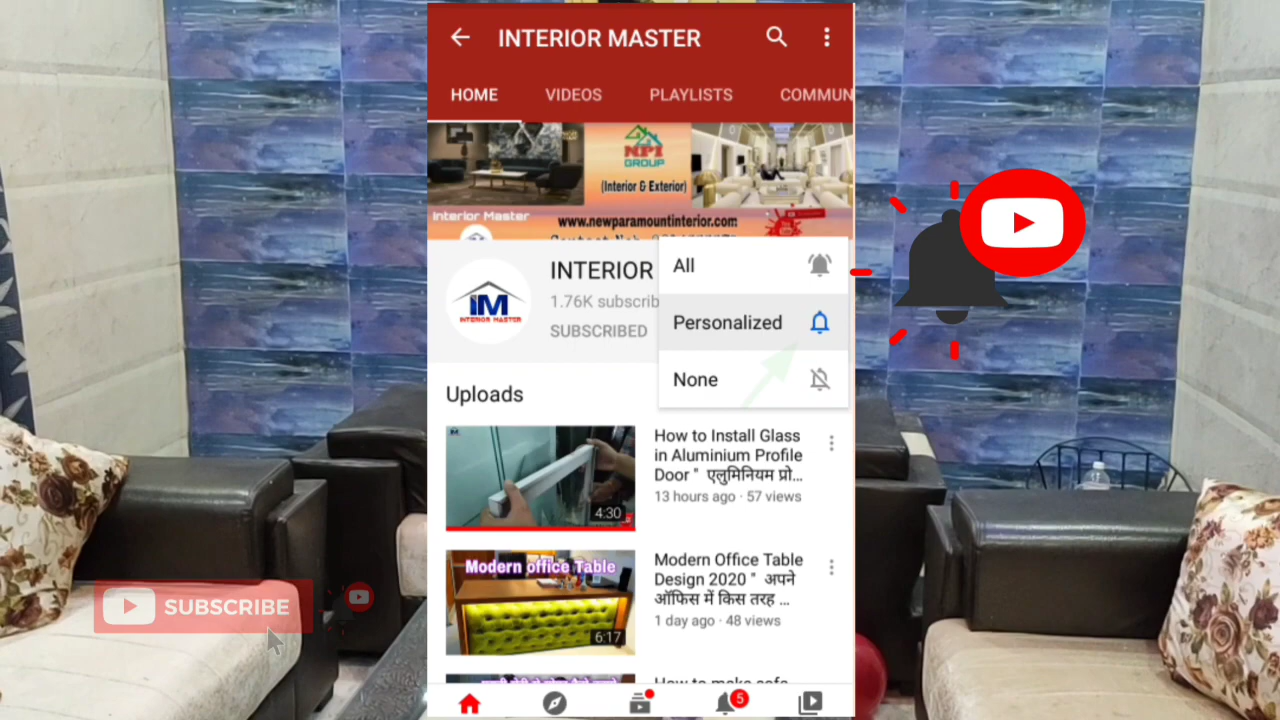 INTERIOR MASTER
HOME VIDEOS PLAYLISTS COMMUN
NPI
GROUP
(Interior & Exterior)
Interior Master
www.newparamountinterior.com
IM
INTERIOR MASTER
INTERIOR
1.76K subscrib
SUBSCRIBED
All
Personalized
None
Uploads
How to Install Glass
in Aluminium Profile
Door " एलुमिनियम प्रो...
13 hours ago · 57 views
4:30
Modern office Table
6:17
Modern Office Table
Design 2020 " अपने
ऑफिस में किस तरह ...
1 day ago · 48 views
SUBSCRIBE
5